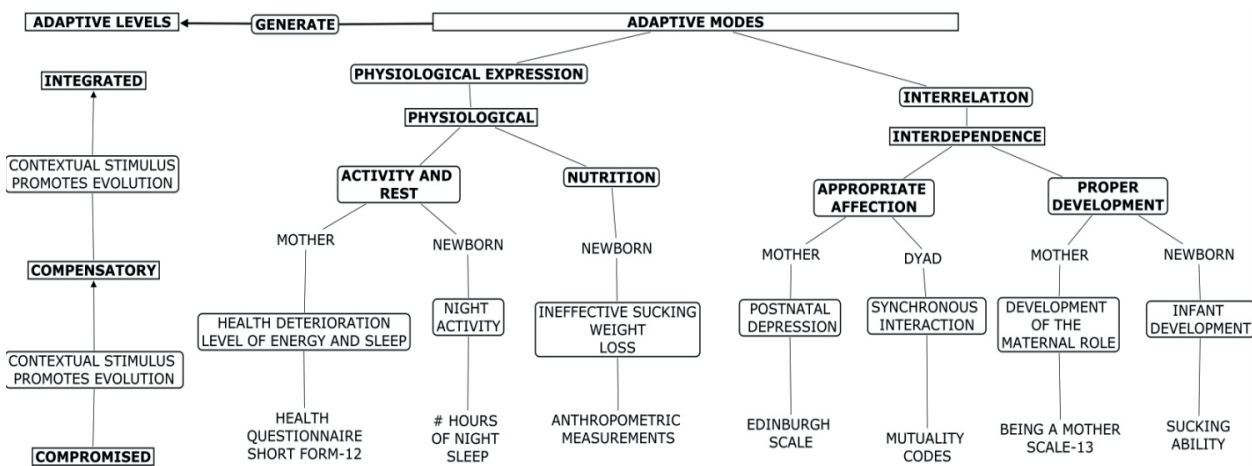 ADAPTIVE LEVELS
GENERATE
ADAPTIVE MODES
INTEGRATED
CONTEXTUAL STIMULUS
PROMOTES EVOLUTION
COMPENSATORY
CONTEXTUAL STIMULUS
PROMOTES EVOLUTION
COMPROMISED
PHYSIOLOGICAL EXPRESSION
PHYSIOLOGICAL
ACTIVITY AND
REST
MOTHER
HEALTH DETERIORATION
LEVEL OF ENERGY AND SLEEP
HEALTH
QUESTIONNAIRE
SHORT FORM-12
NEWBORN
NIGHT
ACTIVITY
# HOURS
OF NIGHT
SLEEP
NUTRITION
NEWBORN
INEFFECTIVE SUCKING
WEIGHT
LOSS
ANTHROPOMETRIC
MEASUREMENTS
INTERRELATION
INTERDEPENDENCE
APPROPRIATE
AFFECTION
MOTHER
POSTNATAL
DEPRESSION
EDINBURGH
SCALE
DYAD
SYNCHRONOUS
INTERACTION
MUTUALITY
CODES
PROPER
DEVELOPMENT
MOTHER
DEVELOPMENT
OF THE
MATERNAL ROLE
BEING A MOTHER
SCALE-13
NEWBORN
INFANT
DEVELOPMENT
SUCKING
ABILITY